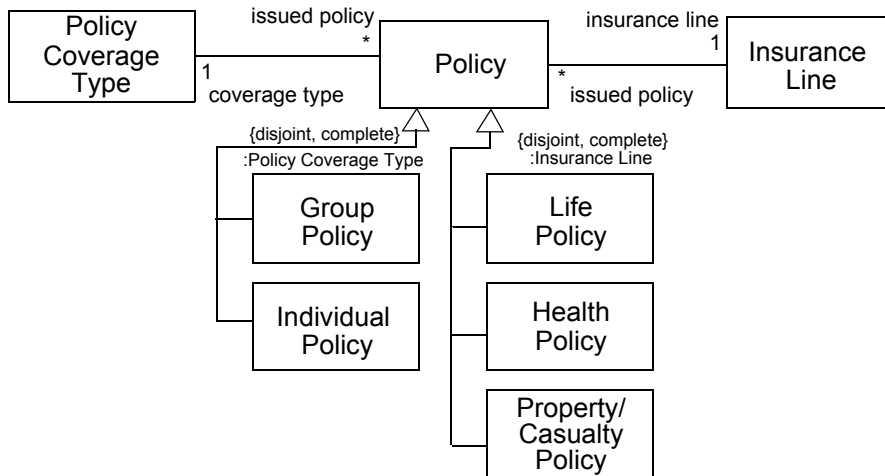 Policy
Coverage
Type
issued policy
*
1
coverage type
Policy
insurance line
1
*
issued policy
Insurance
Line
{disjoint, complete}
:Policy Coverage Type
Group
Policy
Individual
Policy
{disjoint, complete}
:Insurance Line
Life
Policy
Health
Policy
Property/
Casualty
Policy